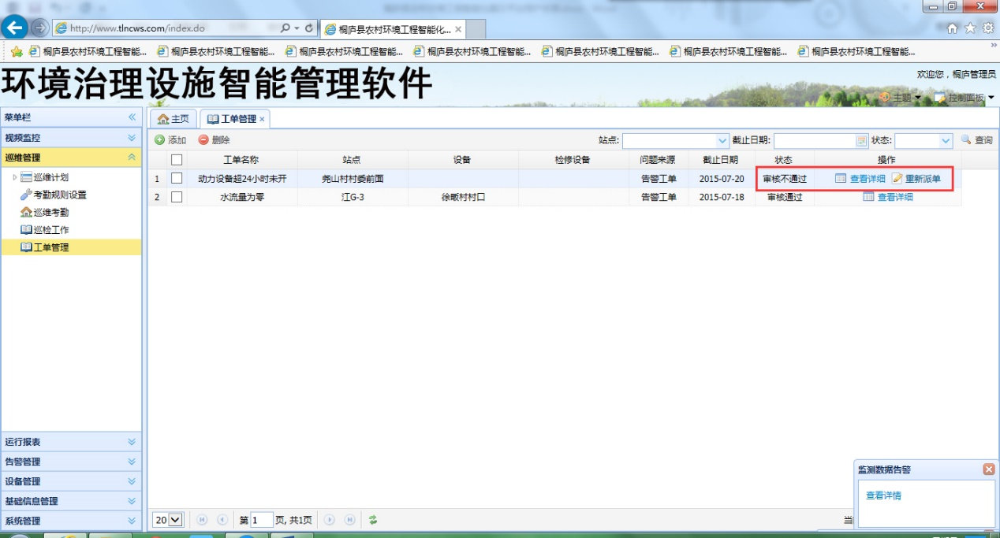 http://www.tlncws.com/index.do
桐庐县农村环境工程智能化...
桐庐县农村环境工程智能... 桐庐县农村环境工程智能... 桐庐县农村环境工程智能... 桐庐县农村环境工程智能... 桐庐县农村环境工程智能... 桐庐县农村环境工程智能... 桐庐县农村环境工程智能...
环境治理设施智能管理软件
欢迎您，桐庐管理员
主题 控制面板
菜单栏
视频监控
巡维管理
巡维计划
考勤规则设置
巡维考勤
巡检工作
工单管理
运行报表
告警管理
设备管理
基础信息管理
系统管理
主页 工单管理
添加 删除 站点: 截止日期: 状态: 查询
工单名称 站点 设备 检修设备 问题来源 截止日期 状态 操作
1 动力设备超24小时未开 尧山村村委前面 告警工单 2015-07-20 审核不通过 查看详细 重新派单
2 水流量为零 江G-3 徐畈村村口 告警工单 2015-07-18 审核通过 查看详细
监测数据告警
查看详情
20 第 1 页, 共1页